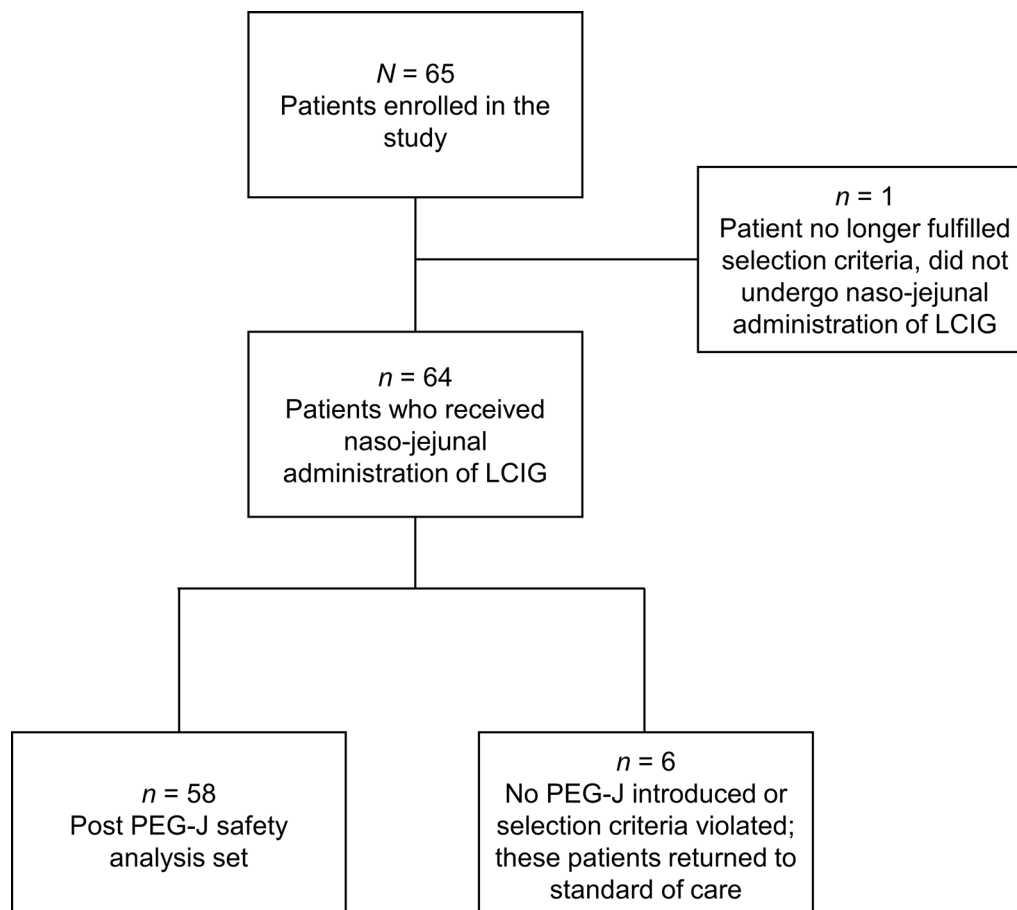 N = 65
Patients enrolled in the
study
n = 1
Patient no longer fulfilled
selection criteria, did not
undergo naso-jejunal
administration of LCIG
n = 64
Patients who received
naso-jejunal
administration of LCIG
n = 58
Post PEG-J safety
analysis set
n = 6
No PEG-J introduced or
selection criteria violated;
these patients returned to
standard of care